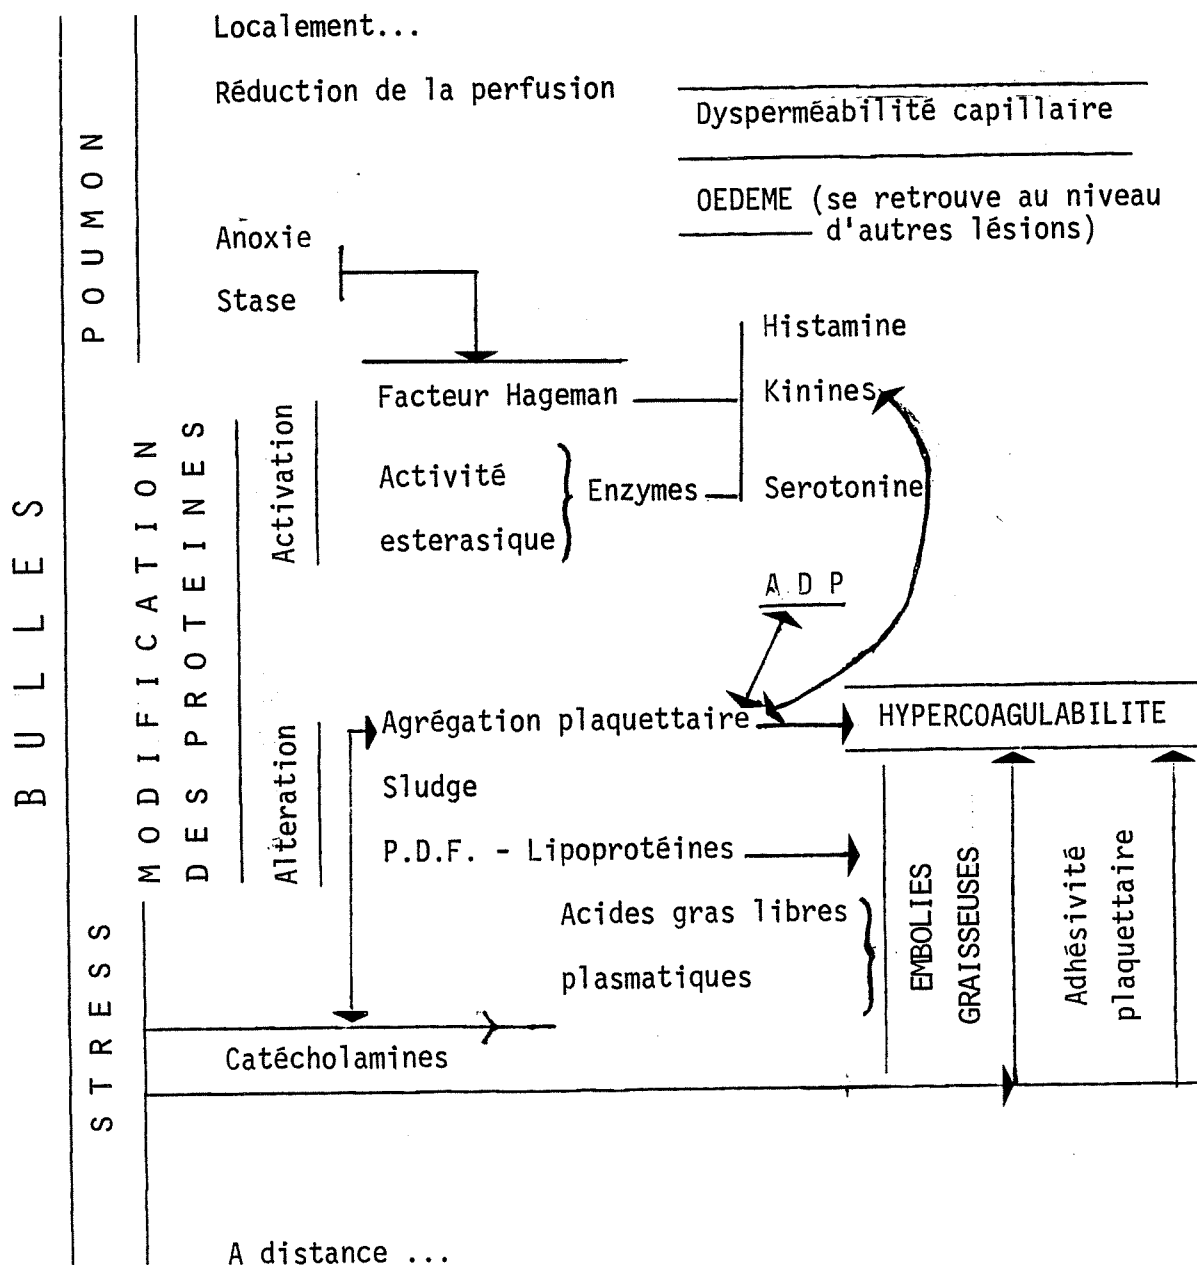 Localement...
Réduction de la perfusion
Dysperméabilité capillaire
OEDEME (se retrouve au niveau
d'autres lésions)
Anoxie
Stase
POUMON
Histamine
Facteur Hageman
Kinines
Activité
Enzymes
Serotonine
esterasique
Activation
MODIFICATION
DES PROTEINES
BULLES
A D P
Agrégation plaquettaire
HYPERCOAGULABILITE
Sludge
P.D.F. - Lipoprotéines
Alteration
Acides gras libres
plasmatiques
EMBOLIES
GRAISSEUSES
Adhésivité
plaquettaire
STRESS
Catécholamines
A distance ...